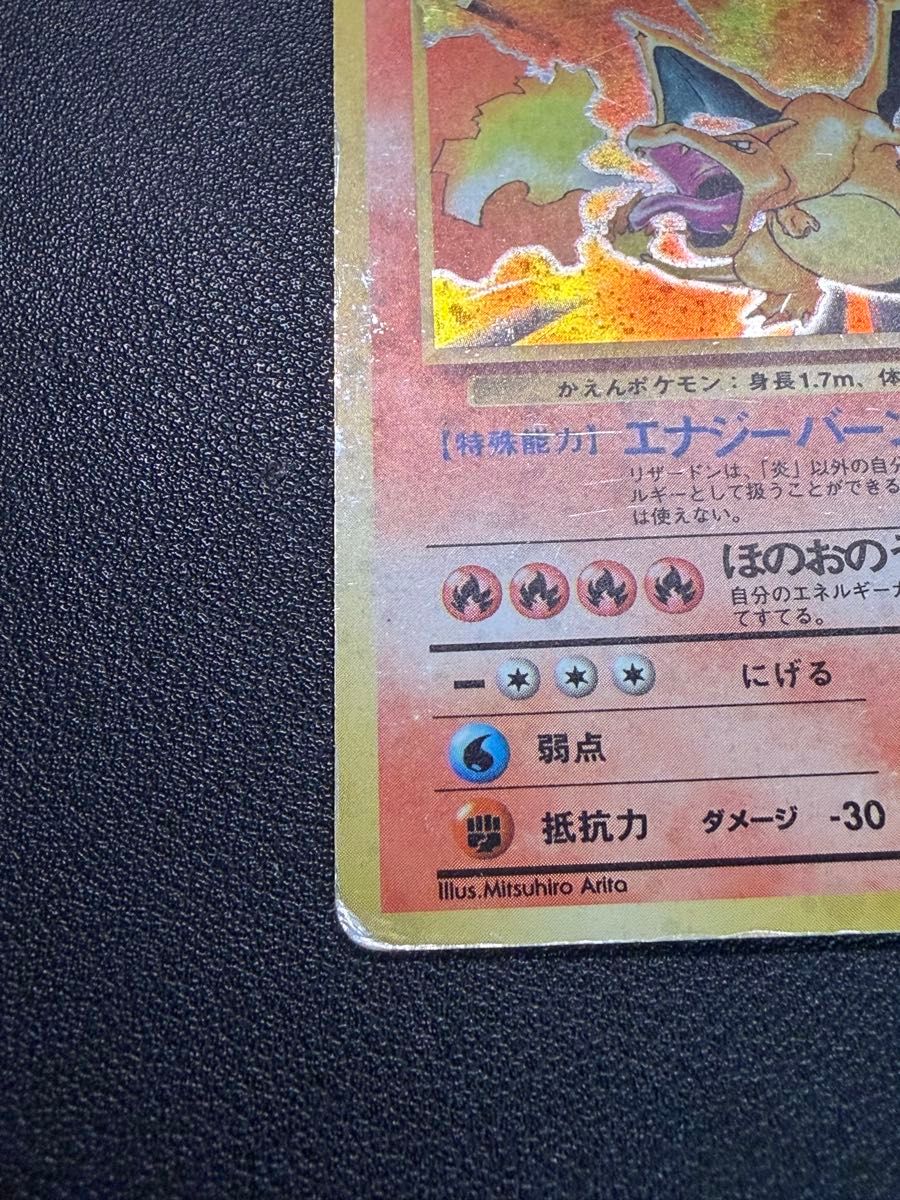 かえんポケモン：身長1.7m、体
【特殊能力】 エナジーバーン
リザードンは、「炎」以外の自分
ルギーとして扱うことができる
は使えない。
ほのおのう
自分のエネルギーカ
てすてる。
にげる
弱点
抵抗力 ダメージ -30
Illus.Mitsuhiro Arita